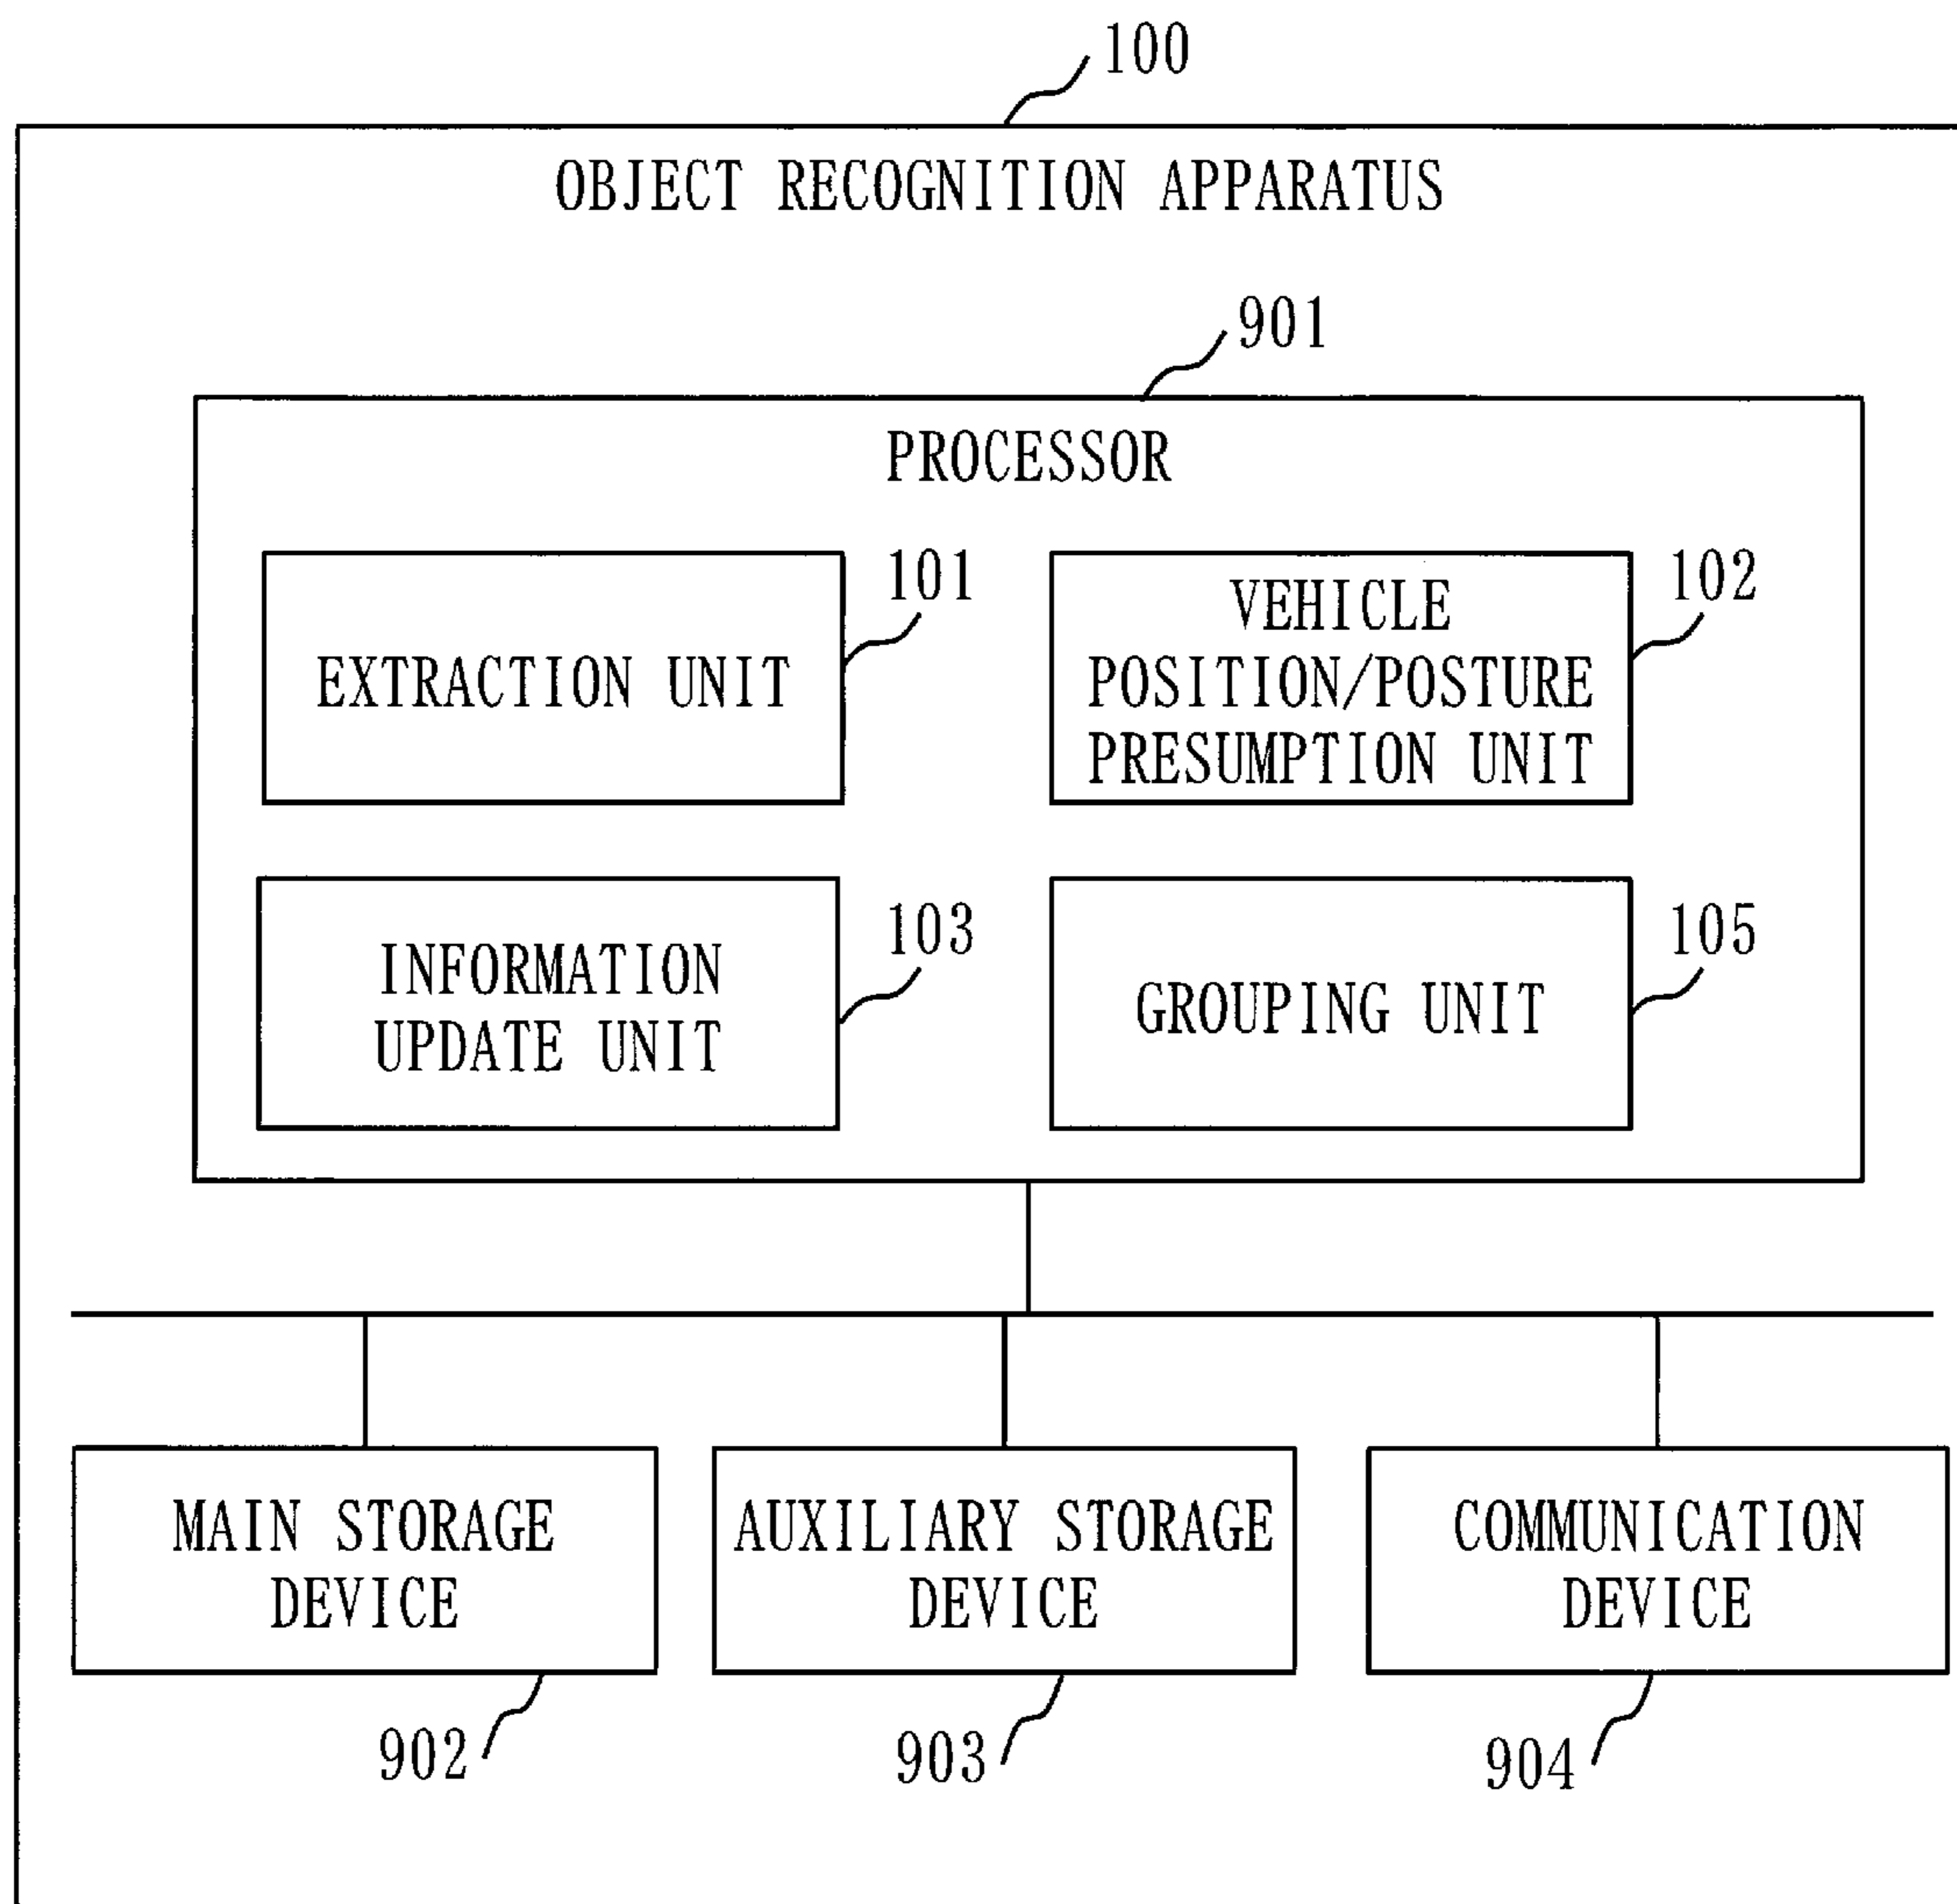 100
OBJECT RECOGNITION APPARATUS
901
PROCESSOR
EXTRACTION UNIT
101
VEHICLE
POSITION/POSTURE
PRESUMPTION UNIT
102
INFORMATION
UPDATE UNIT
103
GROUPING UNIT
105
MAIN STORAGE
DEVICE
902
AUXILIARY STORAGE
DEVICE
903
COMMUNICATION
DEVICE
904